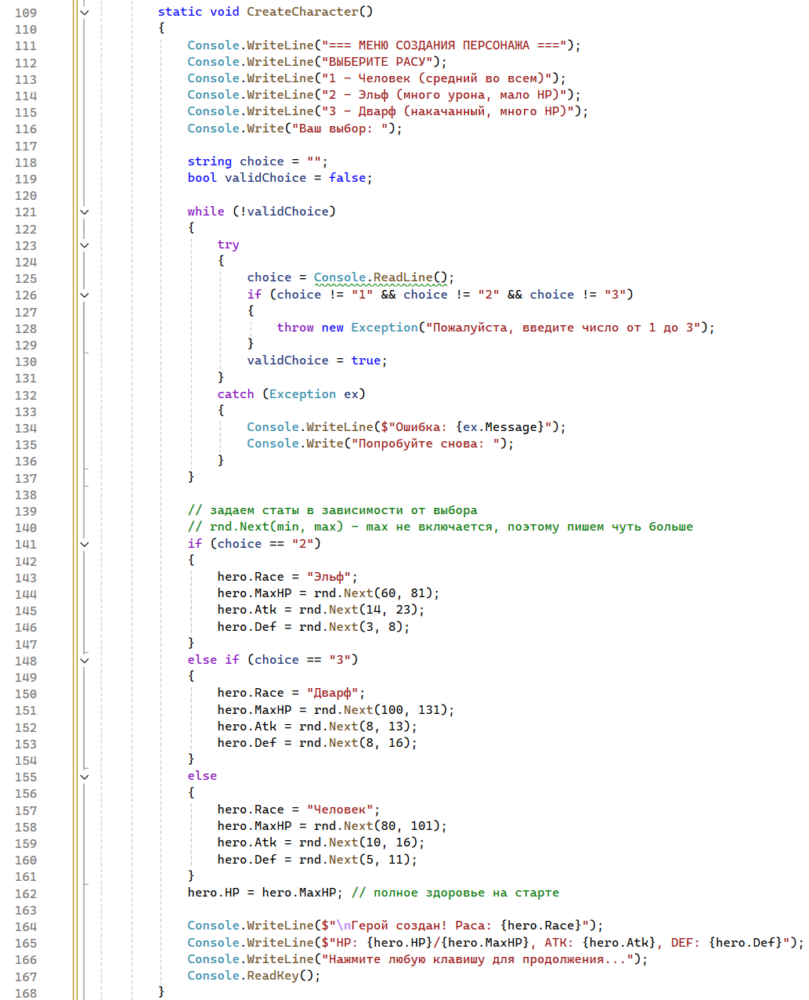 109 static void CreateCharacter()
110 {
111 Console.WriteLine("=== МЕНЮ СОЗДАНИЯ ПЕРСОНАЖА ===");
112 Console.WriteLine("ВЫБЕРИТЕ РАСУ");
113 Console.WriteLine("1 - Человек (средний во всем)");
114 Console.WriteLine("2 - Эльф (много урона, мало HP)");
115 Console.WriteLine("3 - Дварф (накачанный, много HP)");
116 Console.Write("Ваш выбор: ");
117
118 string choice = "";
119 bool validChoice = false;
120
121 while (!validChoice)
122 {
123 try
124 {
125 choice = Console.ReadLine();
126 if (choice != "1" && choice != "2" && choice != "3")
127 {
128 throw new Exception("Пожалуйста, введите число от 1 до 3");
129 }
130 validChoice = true;
131 }
132 catch (Exception ex)
133 {
134 Console.WriteLine($"Ошибка: {ex.Message}");
135 Console.Write("Попробуйте снова: ");
136 }
137 }
138
139 // задаем статы в зависимости от выбора
140 // rnd.Next(min, max) - max не включается, поэтому пишем чуть больше
141 if (choice == "2")
142 {
143 hero.Race = "Эльф";
144 hero.MaxHP = rnd.Next(60, 81);
145 hero.Atk = rnd.Next(14, 23);
146 hero.Def = rnd.Next(3, 8);
147 }
148 else if (choice == "3")
149 {
150 hero.Race = "Дварф";
151 hero.MaxHP = rnd.Next(100, 131);
152 hero.Atk = rnd.Next(8, 13);
153 hero.Def = rnd.Next(8, 16);
154 }
155 else
156 {
157 hero.Race = "Человек";
158 hero.MaxHP = rnd.Next(80, 101);
159 hero.Atk = rnd.Next(10, 16);
160 hero.Def = rnd.Next(5, 11);
161 }
162 hero.HP = hero.MaxHP; // полное здоровье на старте
163
164 Console.WriteLine($"\nГерой создан! Раса: {hero.Race}");
165 Console.WriteLine($"HP: {hero.HP}/{hero.MaxHP}, ATK: {hero.Atk}, DEF: {hero.Def}");
166 Console.WriteLine("Нажмите любую клавишу для продолжения...");
167 Console.ReadKey();
168 }